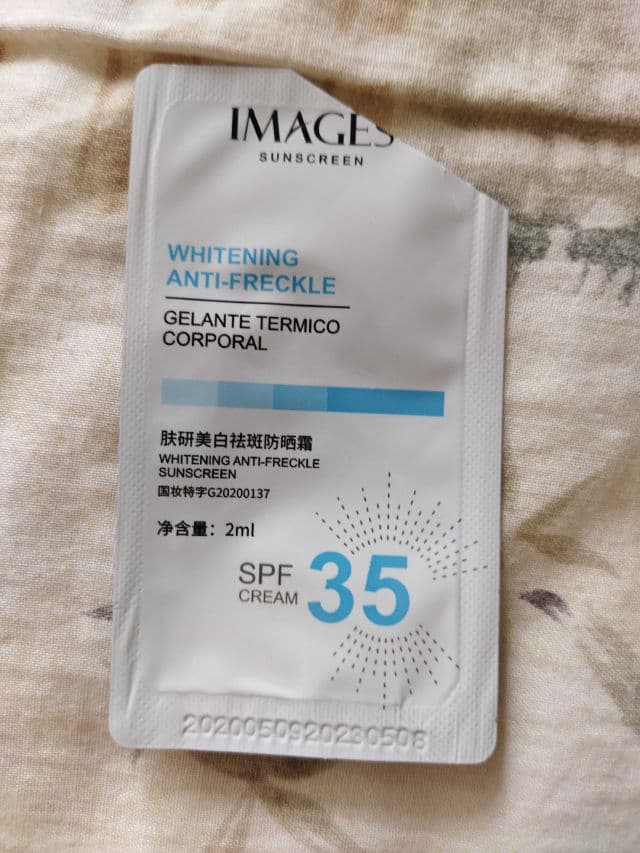 IMAGES
SUNSCREEN
WHITENING
ANTI-FRECKLE
GELANTE TERMICO
CORPORAL
肤研美白祛斑防晒霜
WHITENING ANTI-FRECKLE
SUNSCREEN
国妆特字G20200137
净含量：2ml
SPF 35
CREAM
2020050920230508